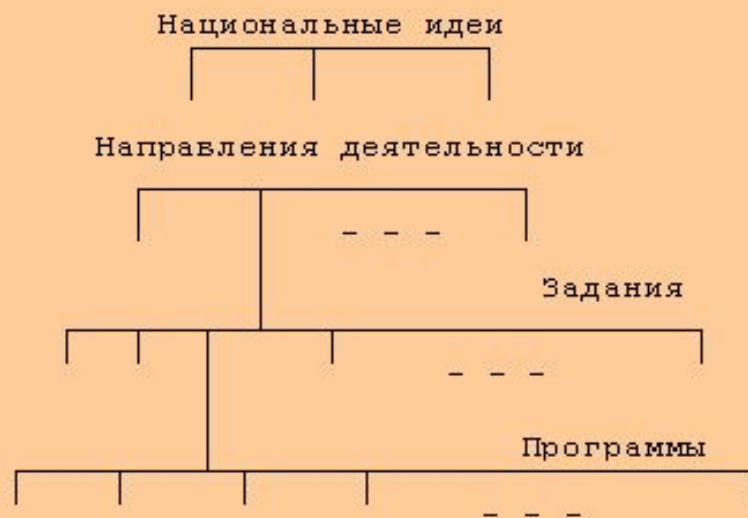 Национальные идеи
Направления деятельности
- - -
Задания
- - -
Программы
- - -